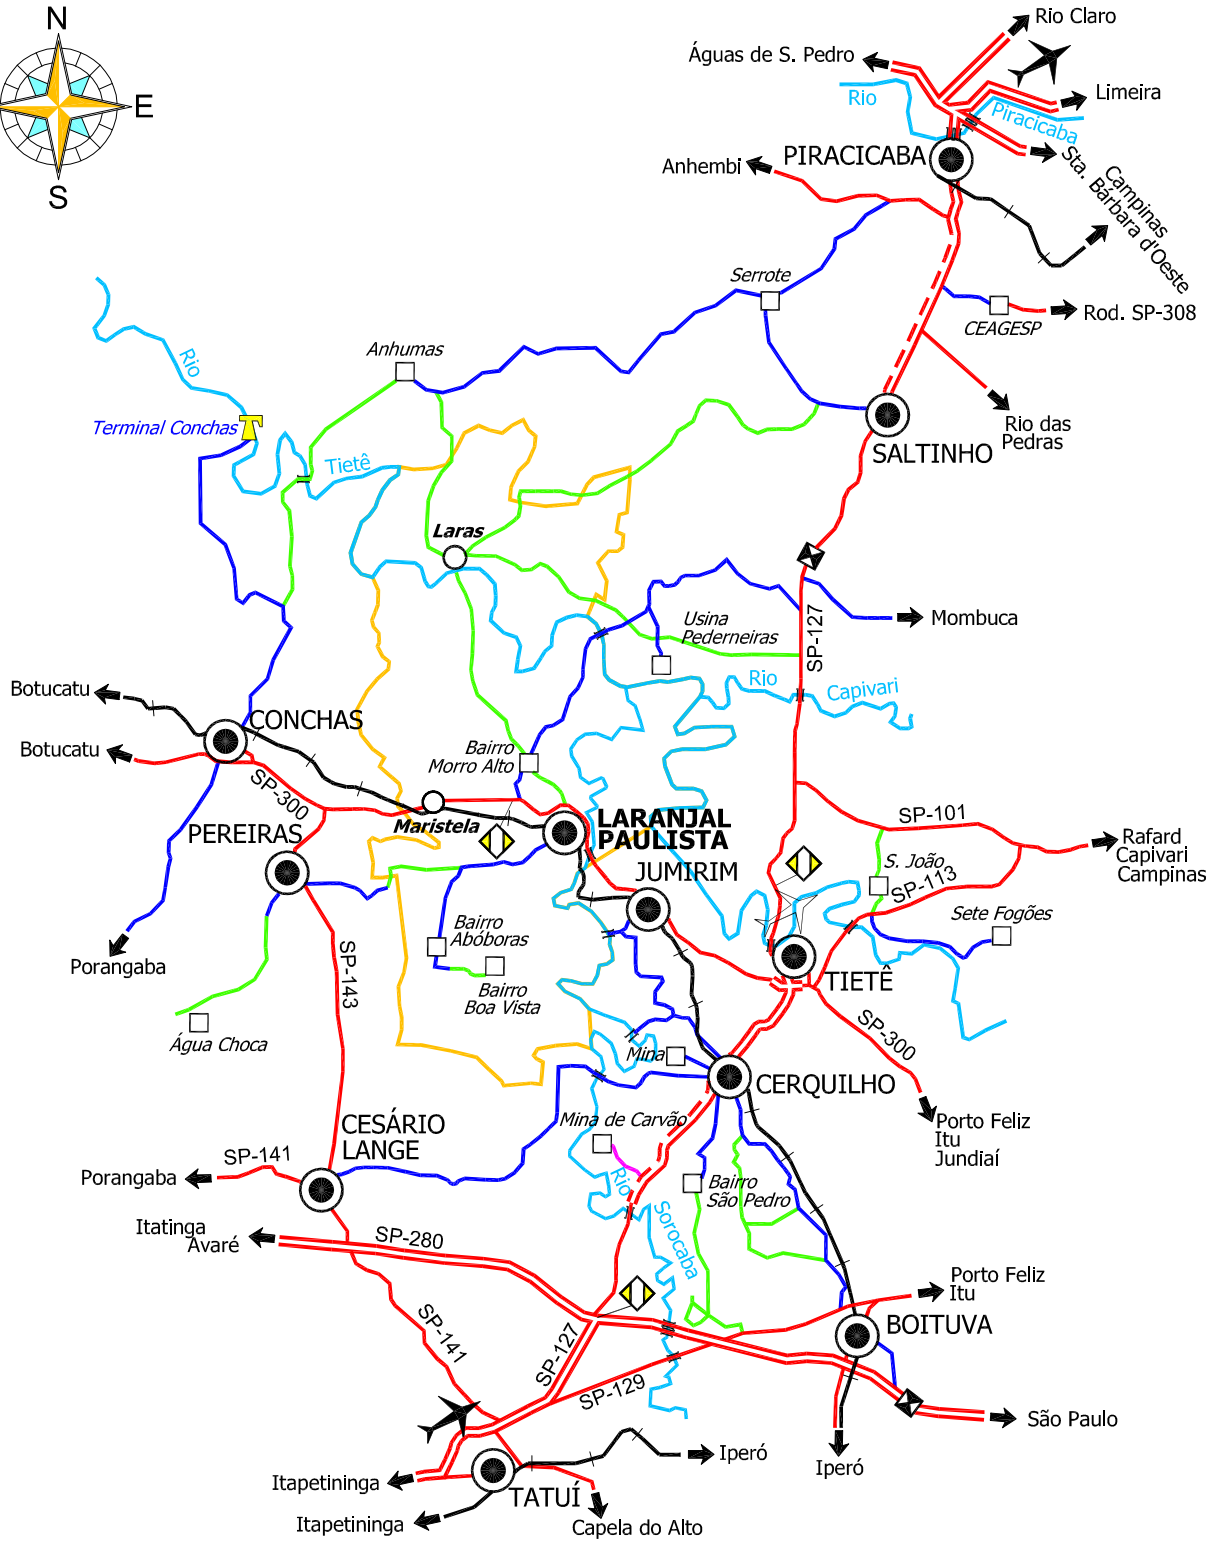 N
E
S
Rio Claro
Águas de S. Pedro
Limeira
Rio
Piracicaba
PIRACICABA
Anhembi
Sta. Bárbara d'Oeste
Campinas
Serrote
CEAGESP
Rod. SP-308
Rio
Anhumas
Terminal Conchas
Tietê
Rio das
Pedras
SALTINHO
Laras
Usina
Pederneiras
SP-127
Mombuca
Rio
Capivari
Botucatu
CONCHAS
Botucatu
Bairro
Morro Alto
SP-300
PEREIRAS
Maristela
LARANJAL
PAULISTA
JUMIRIM
SP-101
Rafard
Capivari
Campinas
S. João
SP-113
Sete Fogões
Bairro
Abóboras
Bairro
Boa Vista
Porangaba
SP-143
TIETÊ
Água Choca
Mina
SP-300
CERQUILHO
Porto Feliz
Itu
Jundiaí
CESÁRIO
LANGE
Mina de Carvão
SP-141
Porangaba
Rio
Sorocaba
Bairro
São Pedro
Itatinga
Avaré
SP-280
Porto Feliz
Itu
BOITUVA
SP-141
SP-127
SP-129
São Paulo
Iperó
Iperó
Itapetininga
TATUÍ
Itapetininga
Capela do Alto